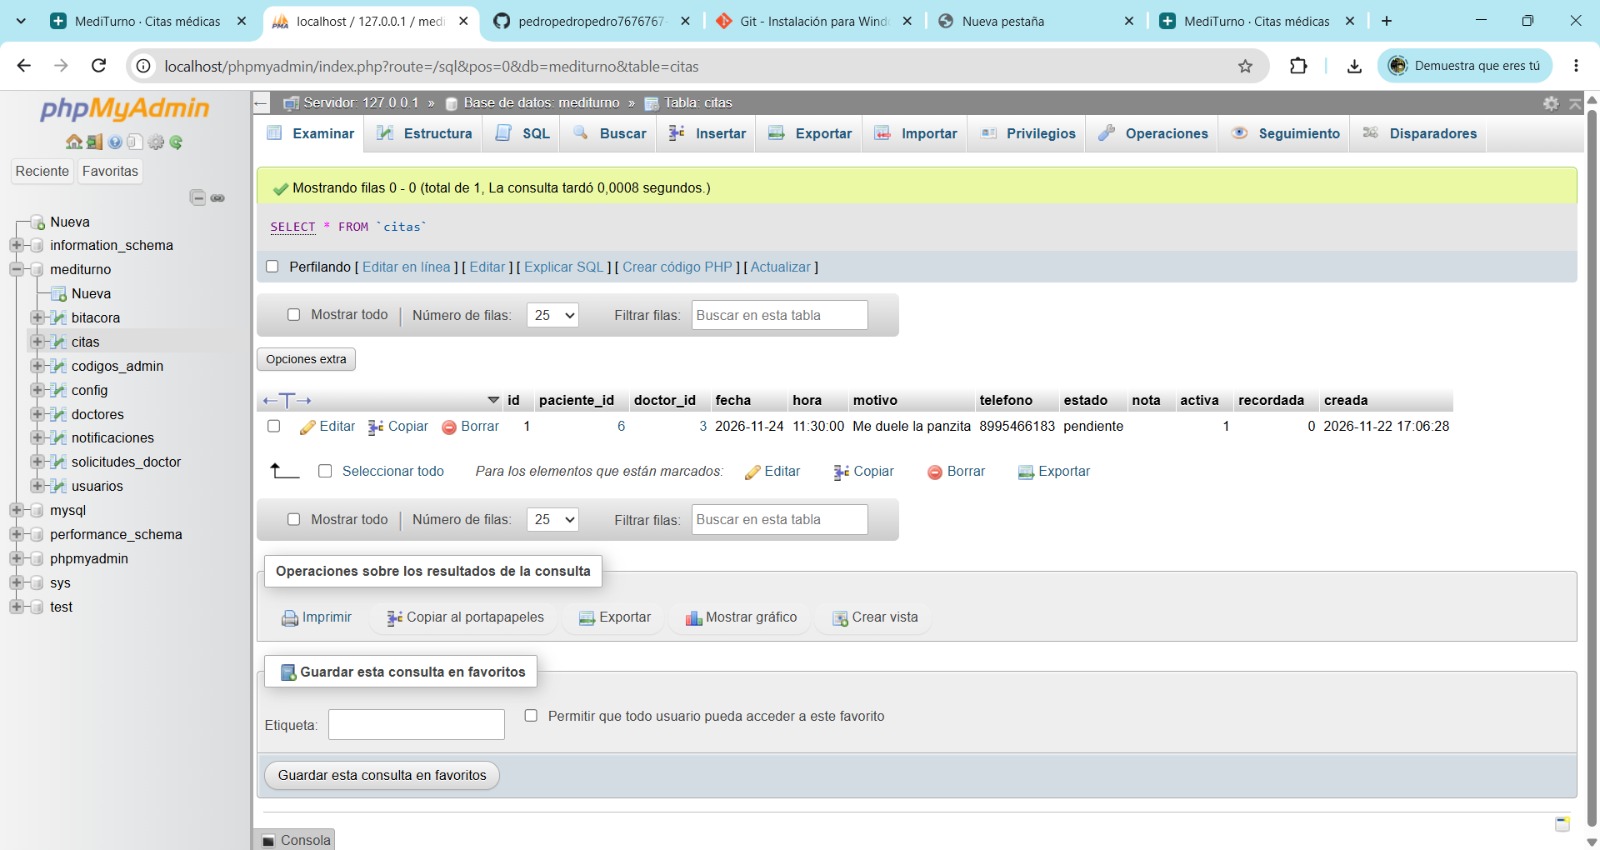 MediTurno · Citas médicas
localhost / 127.0.0.1 / medi
pedropedropedro7676767-
Git - Instalación para Wind
Nueva pestaña
MediTurno · Citas médicas
localhost/phpmyadmin/index.php?route=/sql&pos=0&db=mediturno&table=citas
Demuestra que eres tú
phpMyAdmin
Reciente Favoritas
Nueva
information_schema
mediturno
Nueva
bitacora
citas
codigos_admin
config
doctores
notificaciones
solicitudes_doctor
usuarios
mysql
performance_schema
phpmyadmin
sys
test
Servidor: 127.0.0.1 » Base de datos: mediturno » Tabla: citas
Examinar Estructura SQL Buscar Insertar Exportar Importar Privilegios Operaciones Seguimiento Disparadores
Mostrando filas 0 - 0 (total de 1, La consulta tardó 0,0008 segundos.)
SELECT * FROM `citas`
Perfilando [ Editar en línea ] [ Editar ] [ Explicar SQL ] [ Crear código PHP ] [ Actualizar ]
Mostrar todo | Número de filas: 25 Filtrar filas: Buscar en esta tabla
Opciones extra
id paciente_id doctor_id fecha hora motivo telefono estado nota activa recordada creada
Editar Copiar Borrar 1 6 3 2026-11-24 11:30:00 Me duele la panzita 8995466183 pendiente 1 0 2026-11-22 17:06:28
Seleccionar todo Para los elementos que están marcados: Editar Copiar Borrar Exportar
Mostrar todo | Número de filas: 25 Filtrar filas: Buscar en esta tabla
Operaciones sobre los resultados de la consulta
Imprimir Copiar al portapapeles Exportar Mostrar gráfico Crear vista
Guardar esta consulta en favoritos
Etiqueta: Permitir que todo usuario pueda acceder a este favorito
Guardar esta consulta en favoritos
Consola